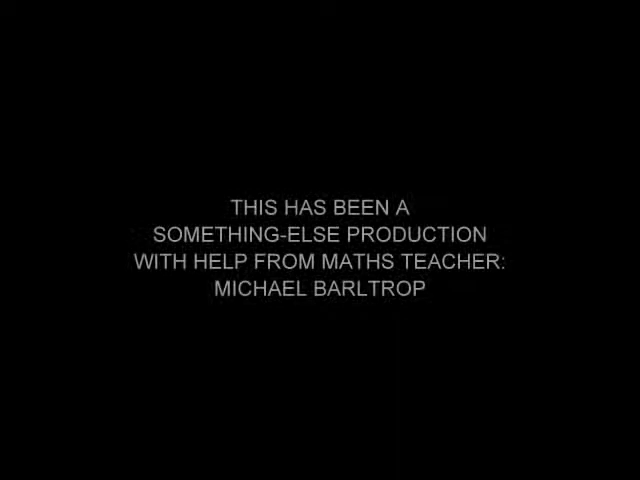 THIS HAS BEEN A
SOMETHING-ELSE PRODUCTION
WITH HELP FROM MATHS TEACHER:
MICHAEL BARLTROP